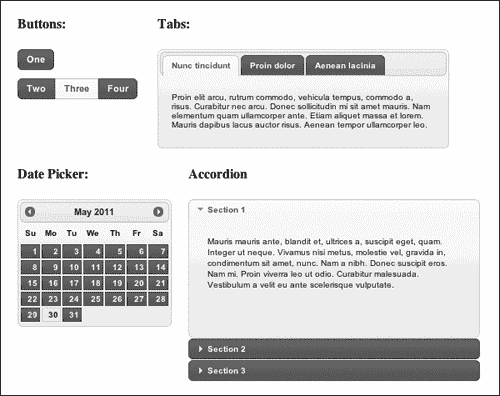 Buttons:
One
Two Three Four
Tabs:
Nunc tincidunt Proin dolor Aenean lacinia
Proin elit arcu, rutrum commodo, vehicula tempus, commodo a,
risus. Curabitur nec arcu. Donec sollicitudin mi sit amet mauris. Nam
elementum quam ullamcorper ante. Etiam aliquet massa et lorem.
Mauris dapibus lacus auctor risus. Aenean tempor ullamcorper leo.
Date Picker:
May 2011
Su Mo Tu We Th Fr Sa
1 2 3 4 5 6 7
8 9 10 11 12 13 14
15 16 17 18 19 20 21
22 23 24 25 26 27 28
29 30 31
Accordion
Section 1
Mauris mauris ante, blandit et, ultrices a, suscipit eget, quam.
Integer ut neque. Vivamus nisi metus, molestie vel, gravida in,
condimentum sit amet, nunc. Nam a nibh. Donec suscipit eros.
Nam mi. Proin viverra leo ut odio. Curabitur malesuada.
Vestibulum a velit eu ante scelerisque vulputate.
Section 2
Section 3